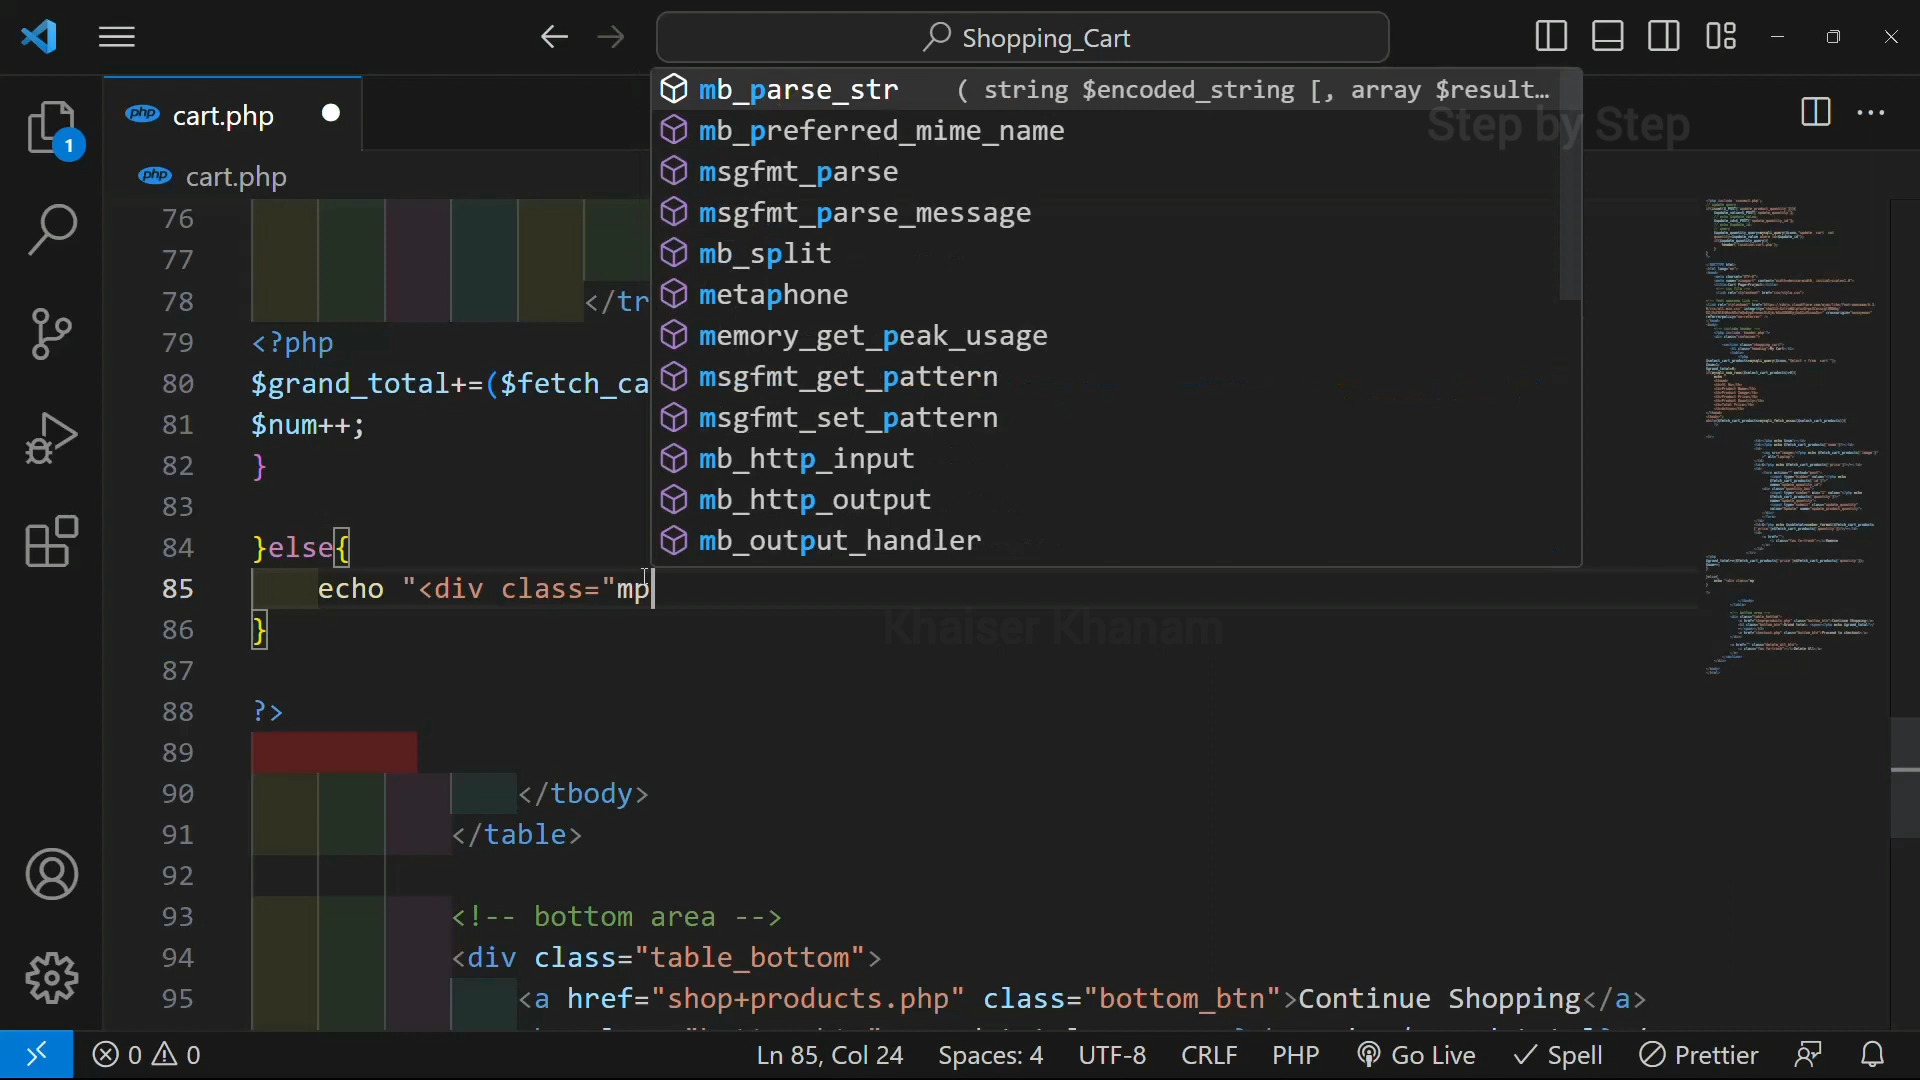 Shopping_Cart
cart.php
Step by Step
cart.php
1
mb_parse_str ( string $encoded_string [, array $result…
mb_preferred_mime_name
msgfmt_parse
msgfmt_parse_message
mb_split
metaphone
memory_get_peak_usage
msgfmt_get_pattern
msgfmt_set_pattern
mb_http_input
mb_http_output
mb_output_handler
76
77
78 </tr
79 <?php
80 $grand_total+=($fetch_ca
81 $num++;
82 }
83
84 }else{
85 echo "<div class="mp
86 }
Khaiser Khanam
87
88 ?>
89
90 </tbody>
91 </table>
92
93 <!-- bottom area -->
94 <div class="table_bottom">
95 <a href="shop+products.php" class="bottom_btn">Continue Shopping</a>
0 0 Ln 85, Col 24 Spaces: 4 UTF-8 CRLF PHP Go Live Spell Prettier